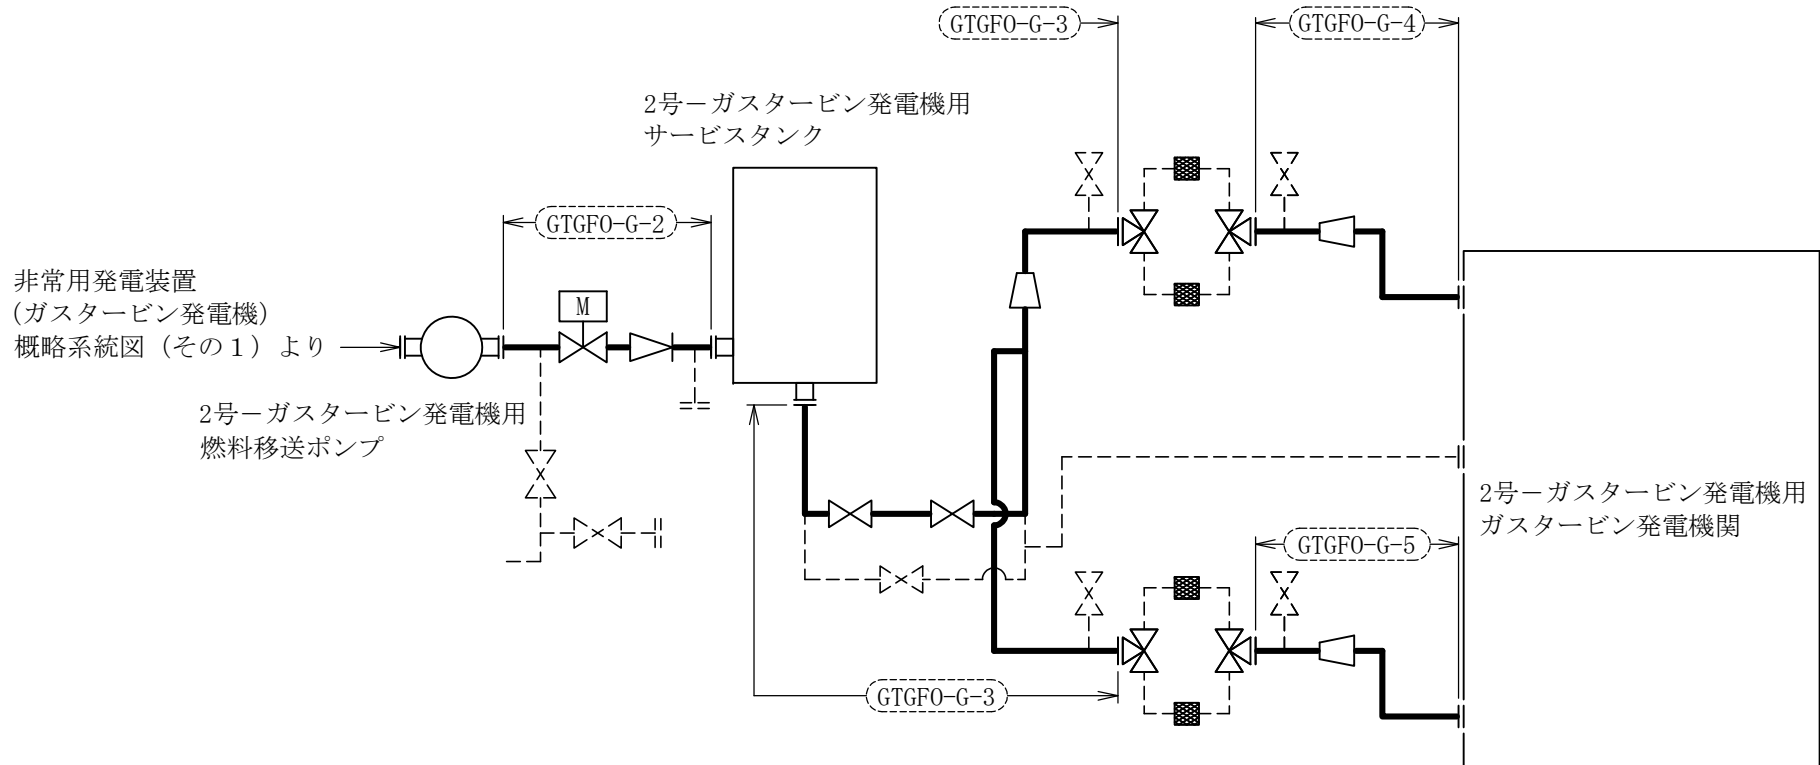 GTGFO-G-3
GTGFO-G-4
2号－ガスタービン発電機用
サービスタンク
GTGFO-G-2
非常用発電装置
(ガスタービン発電機)
概略系統図（その１）より
M
2号－ガスタービン発電機用
燃料移送ポンプ
2号－ガスタービン発電機用
ガスタービン発電機関
GTGFO-G-5
GTGFO-G-3